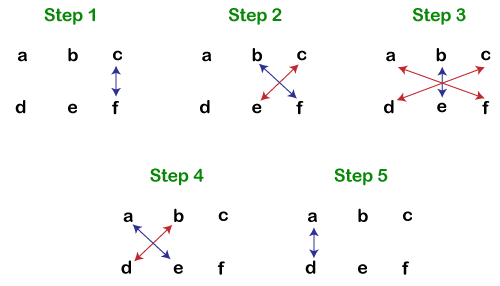 Step 1
a b c
d e f
Step 2
a b c
d e f
Step 3
a b c
d e f
Step 4
a b c
d e f
Step 5
a b c
d e f